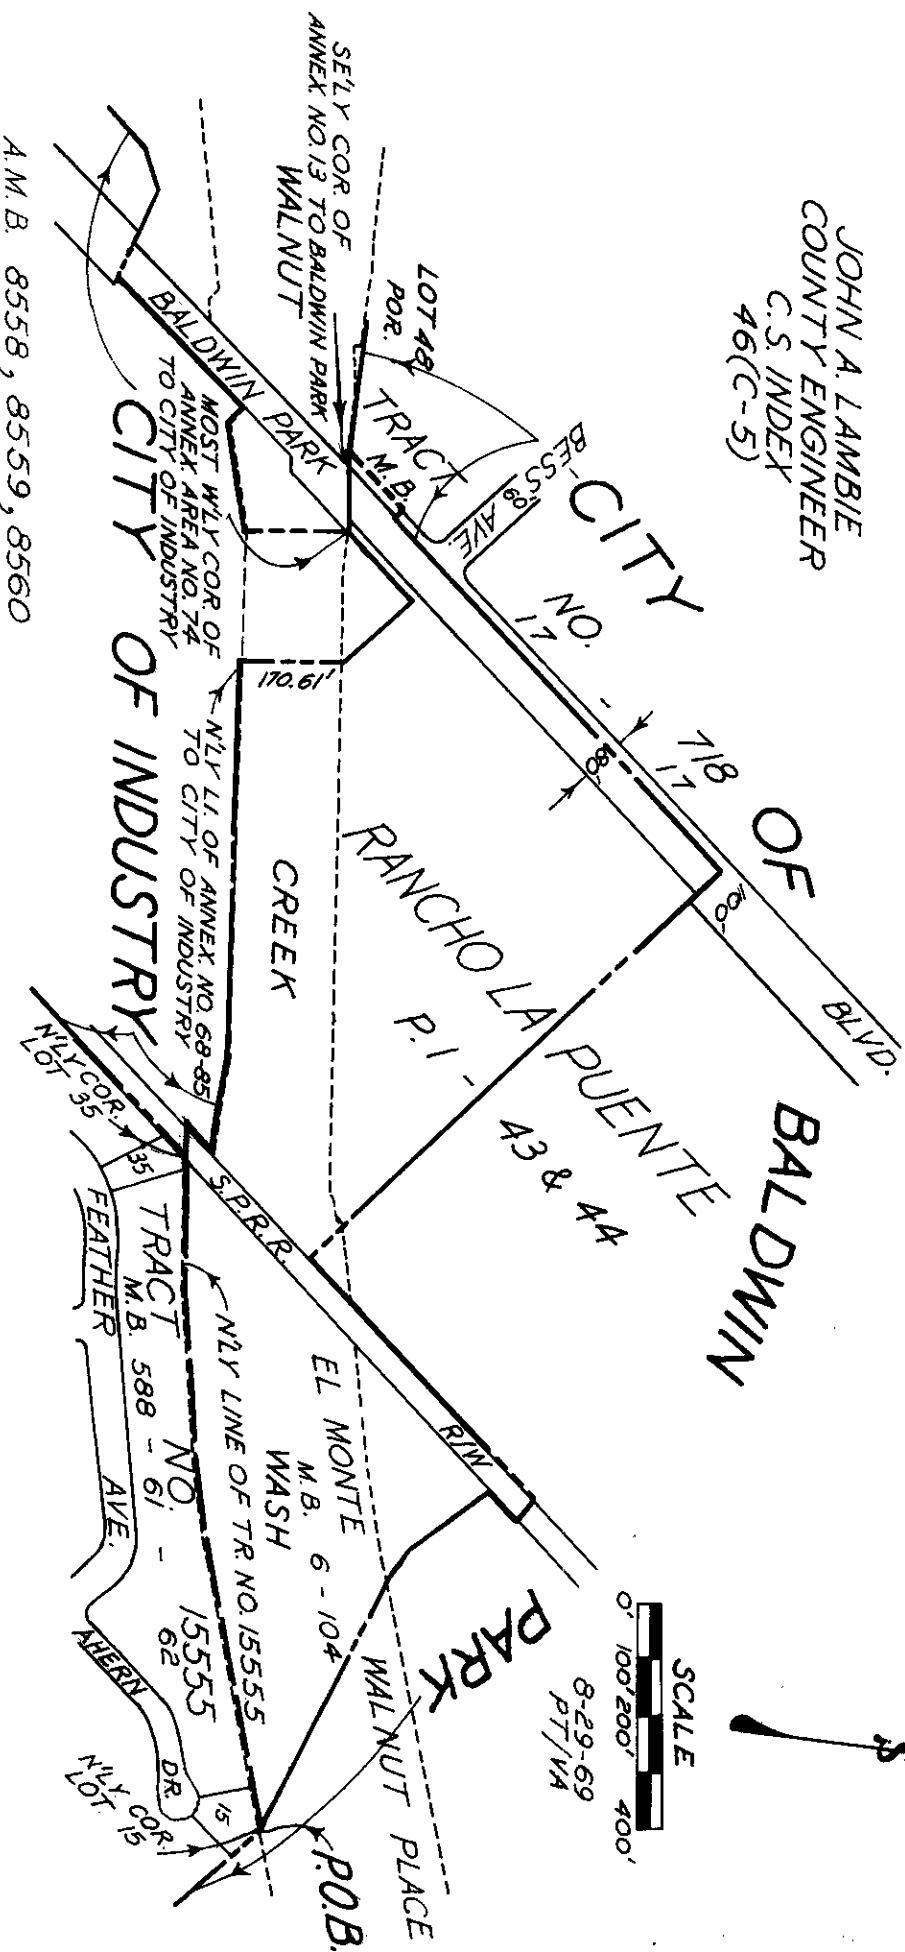 JOHN A. LAMBIE
COUNTY ENGINEER
C.S. INDEX
46(C-5)
SE'LY COR. OF
ANNEX NO. 13 TO BALDWIN PARK
WALNUT
LOT 48
POR.
TRACT
M.B.
BESS AVE.
60'
CITY
NO.
17
-
718
17
OF
80'
100'
BLVD.
BALDWIN
BALDWIN PARK
MOST W'LY COR. OF
ANNEX. AREA NO. 74
TO CITY OF INDUSTRY
CITY OF INDUSTRY
170.61'
N'LY LI. OF ANNEX. NO. 68-85
TO CITY OF INDUSTRY
CREEK
RANCHO LA PUENTE
P. 1 - 43 & 44
S.P.R.R.
R/W
N'LY COR.
LOT 35
35
TRACT NO. 15555
M.B. 588 - 61 - 62
FEATHER AVE.
N'LY LINE OF TR. NO. 15555
EL MONTE
M.B. 6 - 104
WASH
WALNUT PLACE
PARK
AHERN DR.
15
N'LY COR.
LOT 15
P.O.B.
SCALE
0' 100' 200' 400'
8-29-69
PT/VA
A.M.B. 8558, 8559, 8560